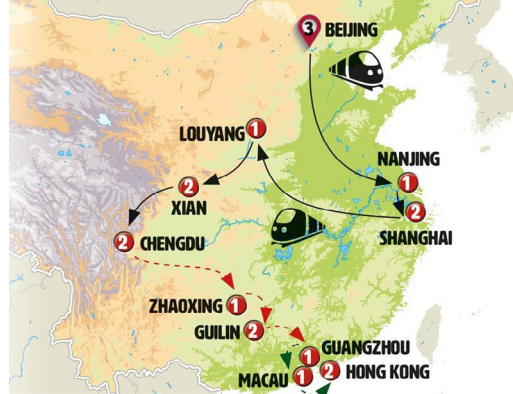 3 BEIJING
LOUYANG 1
NANJING
1
2
XIAN
2
SHANGHAI
2 CHENGDU
ZHAOXING 1
GUILIN 2
GUANGZHOU
1
MACAU 1
2 HONG KONG